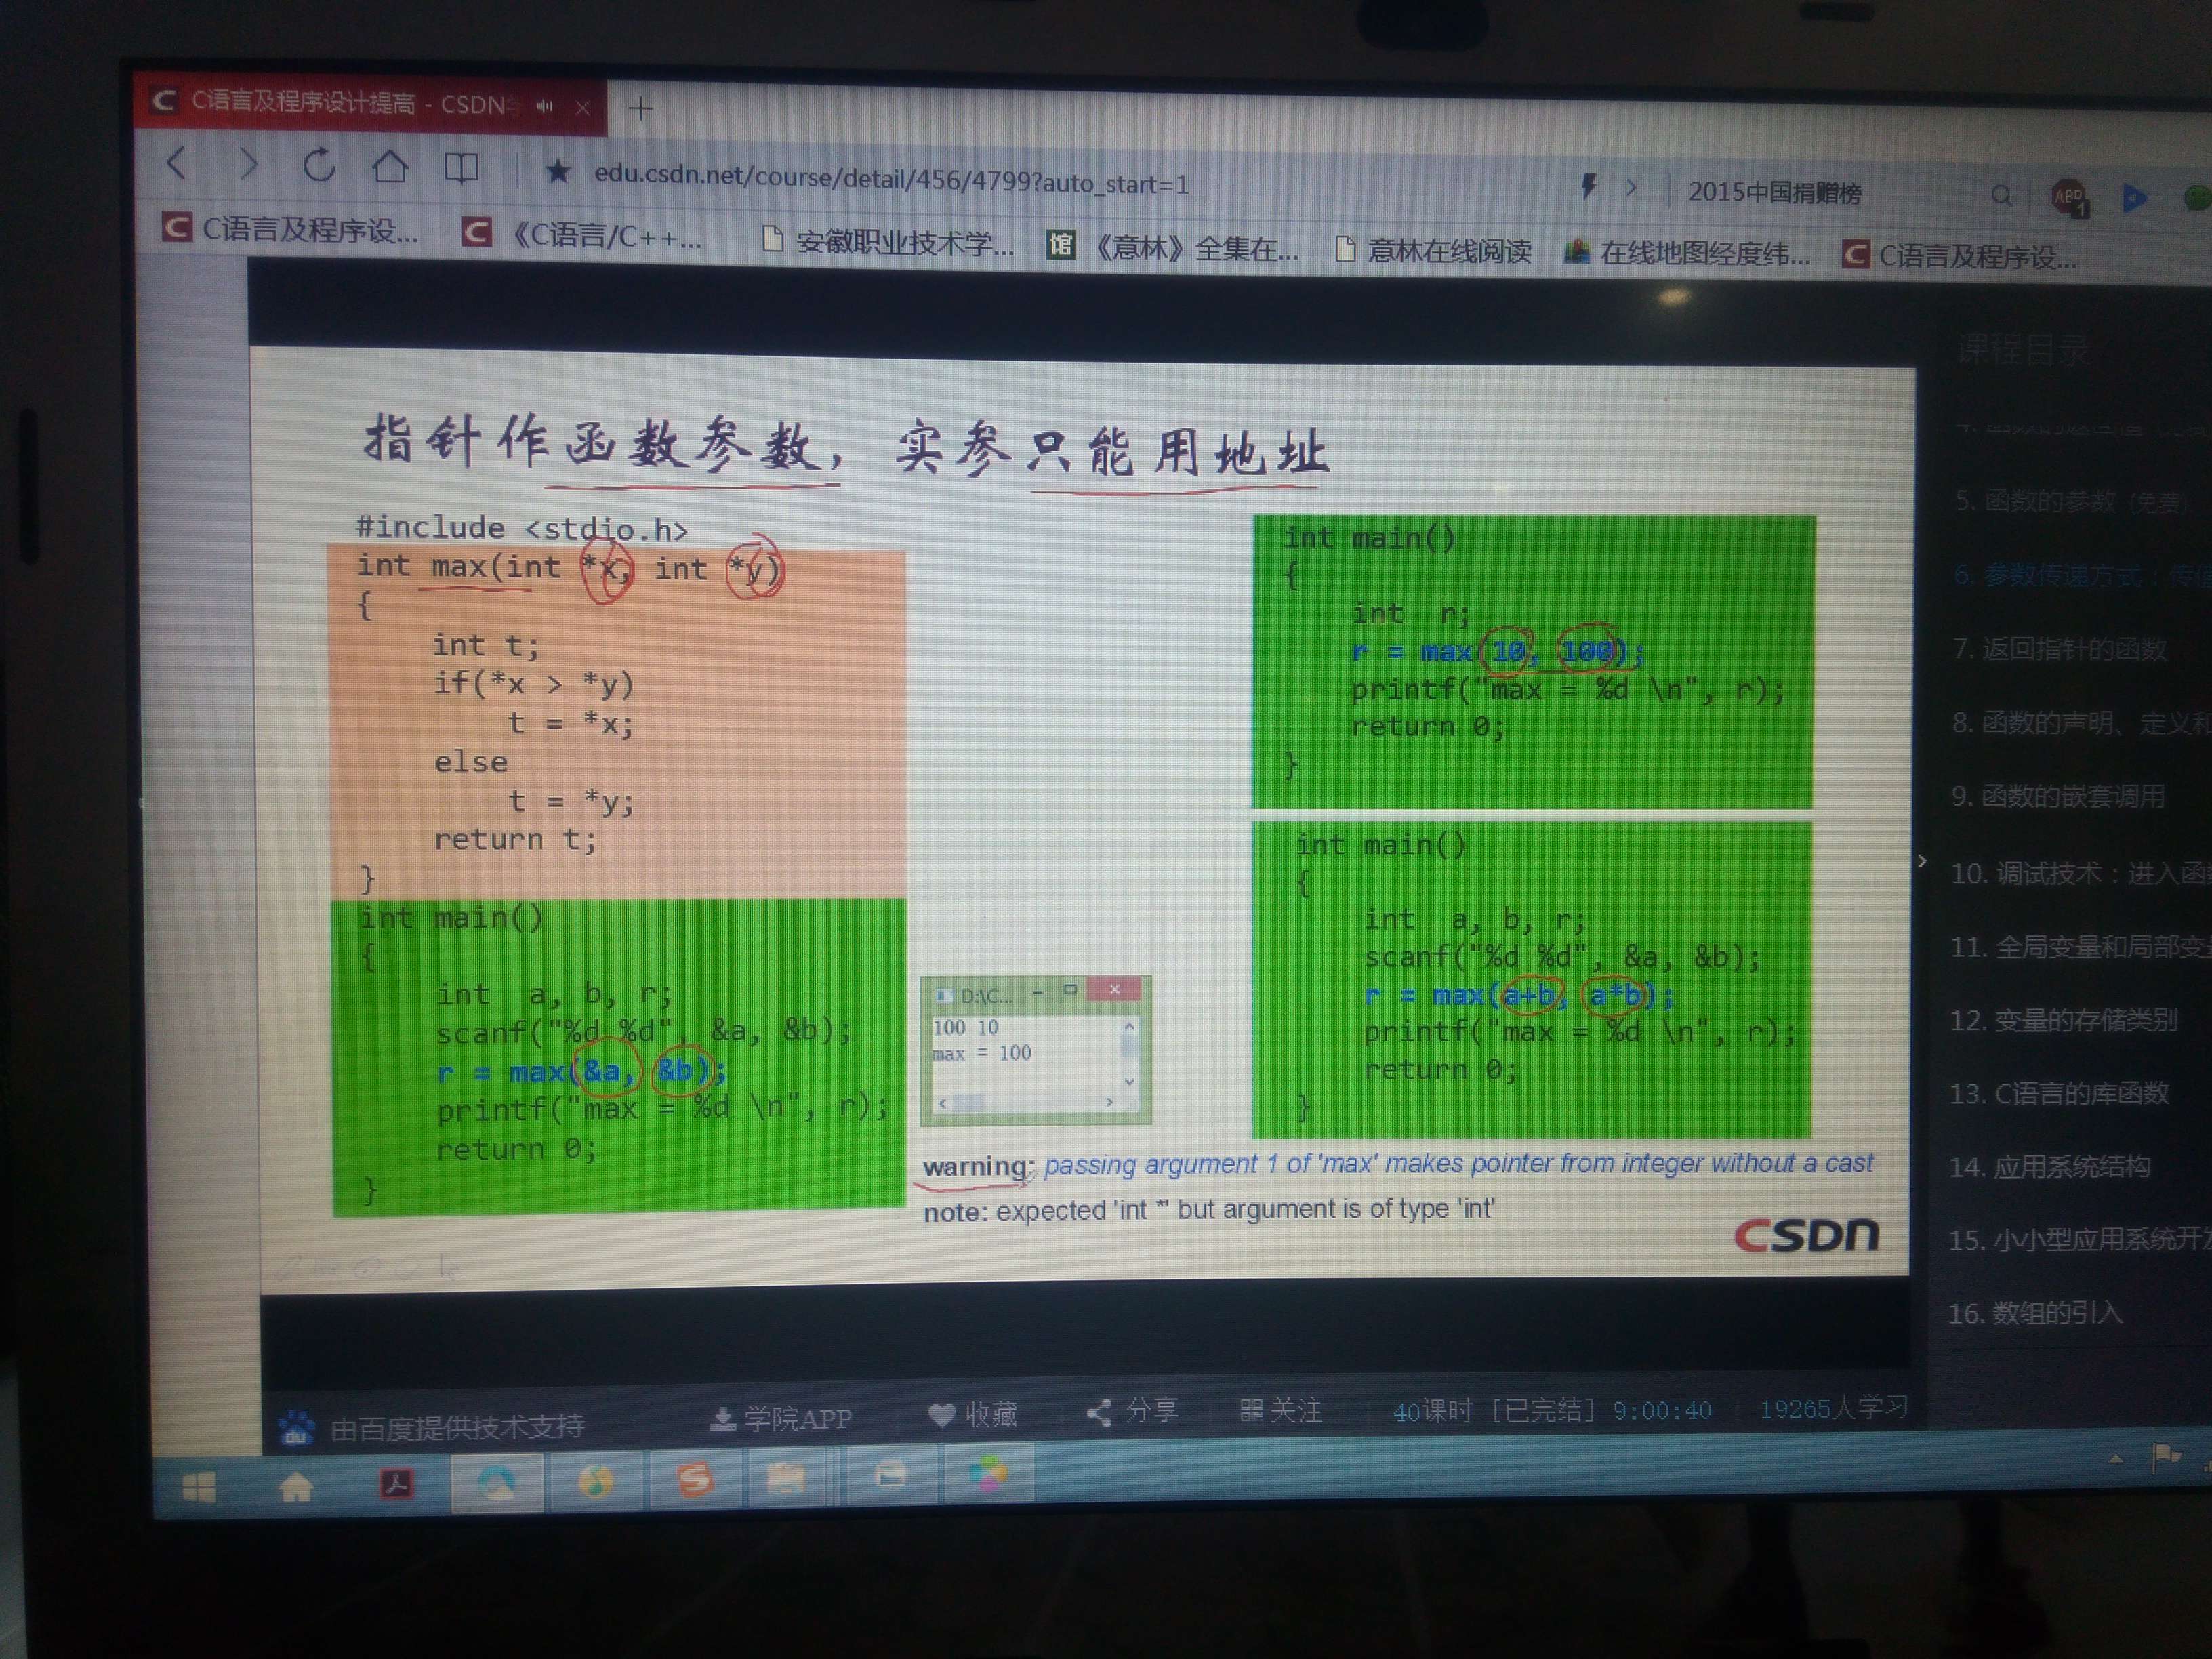 C语言及程序设计提高 - CSDN
edu.csdn.net/course/detail/456/4799?auto_start=1
2015中国捐赠榜
ABP
1
C语言及程序设...
《C语言/C++...
安徽职业技术学...
馆
《意林》全集在...
意林在线阅读
在线地图经度纬...
C语言及程序设...
指针作函数参数，实参只能用地址
#include <stdio.h>
int max(int *x, int *y)
{
int t;
if(*x > *y)
t = *x;
else
t = *y;
return t;
}
int main()
{
int a, b, r;
scanf("%d %d", &a, &b);
r = max(&a, &b);
printf("max = %d \n", r);
return 0;
}
D:\C...
100 10
max = 100
int main()
{
int r;
r = max(10, 100);
printf("max = %d \n", r);
return 0;
}
int main()
{
int a, b, r;
scanf("%d %d", &a, &b);
r = max(a+b, a*b);
printf("max = %d \n", r);
return 0;
}
warning: passing argument 1 of 'max' makes pointer from integer without a cast
note: expected 'int *' but argument is of type 'int'
CSDN
课程目录
5. 函数的参数 (免费)
6. 参数传递方式：传
7. 返回指针的函数
8. 函数的声明、定义和
9. 函数的嵌套调用
10. 调试技术：进入函
11. 全局变量和局部变
12. 变量的存储类别
13. C语言的库函数
14. 应用系统结构
15. 小小型应用系统开
16. 数组的引入
du
由百度提供技术支持
学院APP
收藏
分享
关注
40课时 [已完结] 9:00:40
19265人学习